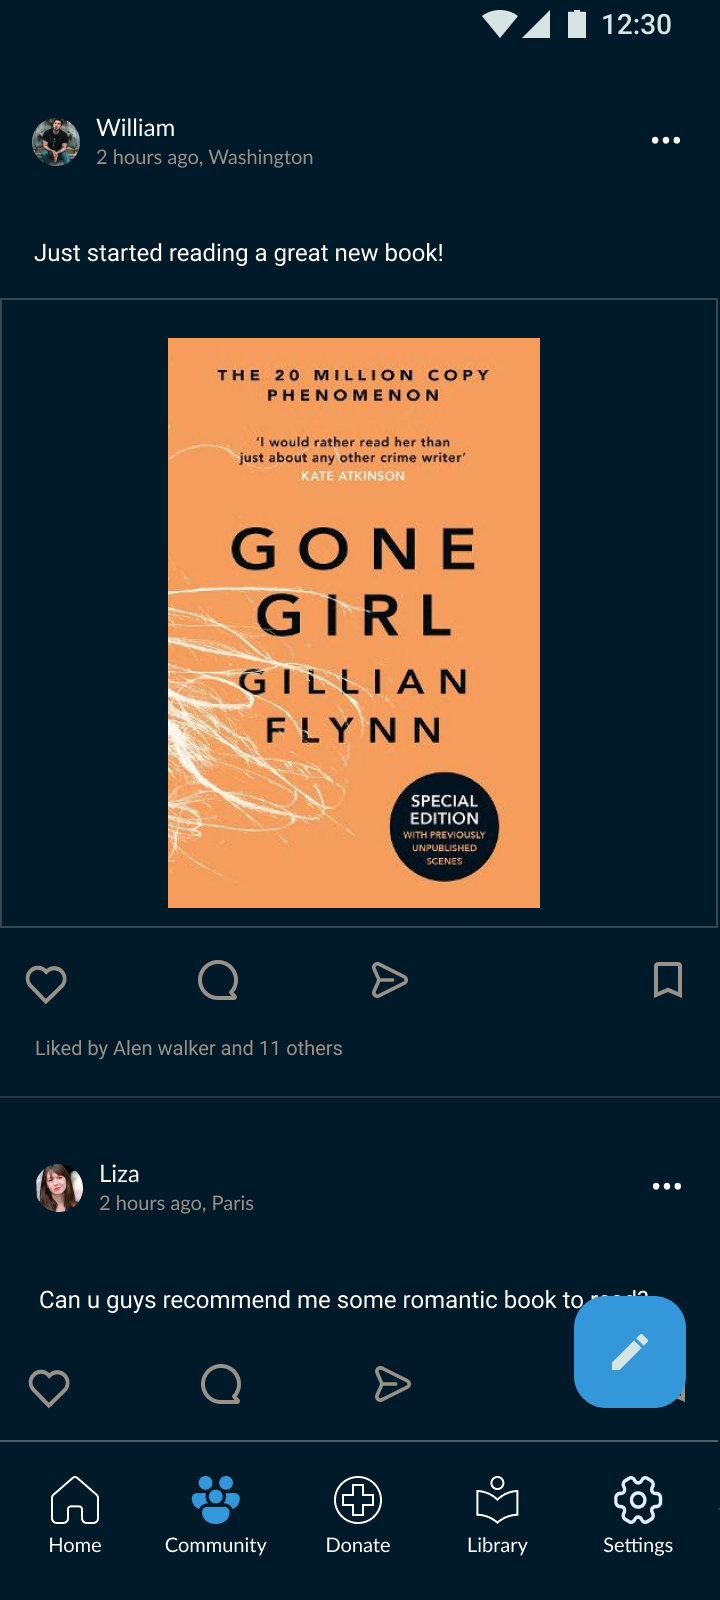 12:30
William
2 hours ago, Washington
Just started reading a great new book!
THE 20 MILLION COPY
PHENOMENON
‘I would rather read her than
just about any other crime writer’
KATE ATKINSON
GONE
GIRL
GILLIAN
FLYNN
SPECIAL
EDITION
WITH PREVIOUSLY
UNPUBLISHED
SCENES
Liked by Alen walker and 11 others
Liza
2 hours ago, Paris
Can u guys recommend me some romantic book to read?
Home
Community
Donate
Library
Settings